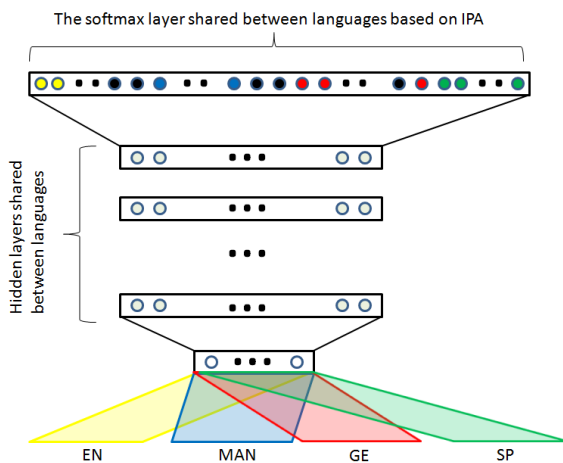 The softmax layer shared between languages based on IPA
Hidden layers shared
between languages
EN MAN GE SP